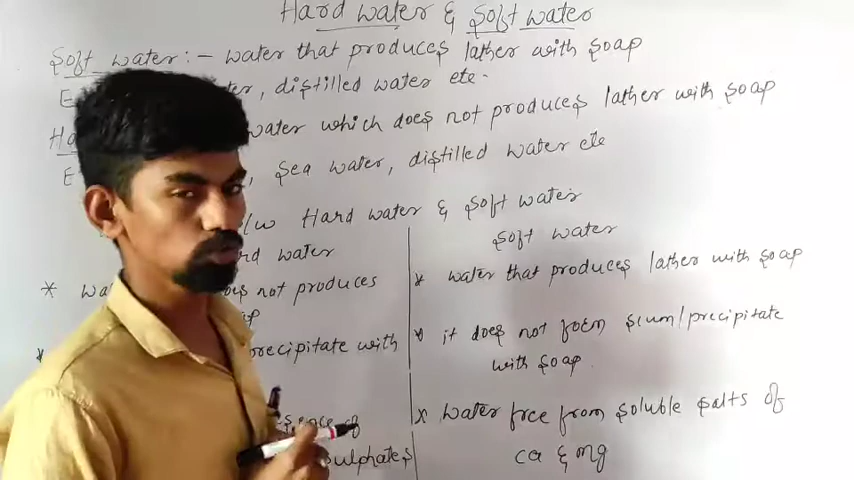 Hard water & Soft water
Soft water :- water that produces lather with soap
E ter, distilled water etc.
Ha water which does not produces lather with soap
E , sea water, distilled water etc
b/w Hard water & soft water
rd water
soft water
* wa oes not produces
* water that produces lather with soap
* precipitate with
* it does not form scum/precipitate
with soap.
sence of
* water free from soluble salts of
sulphates
ca & mg